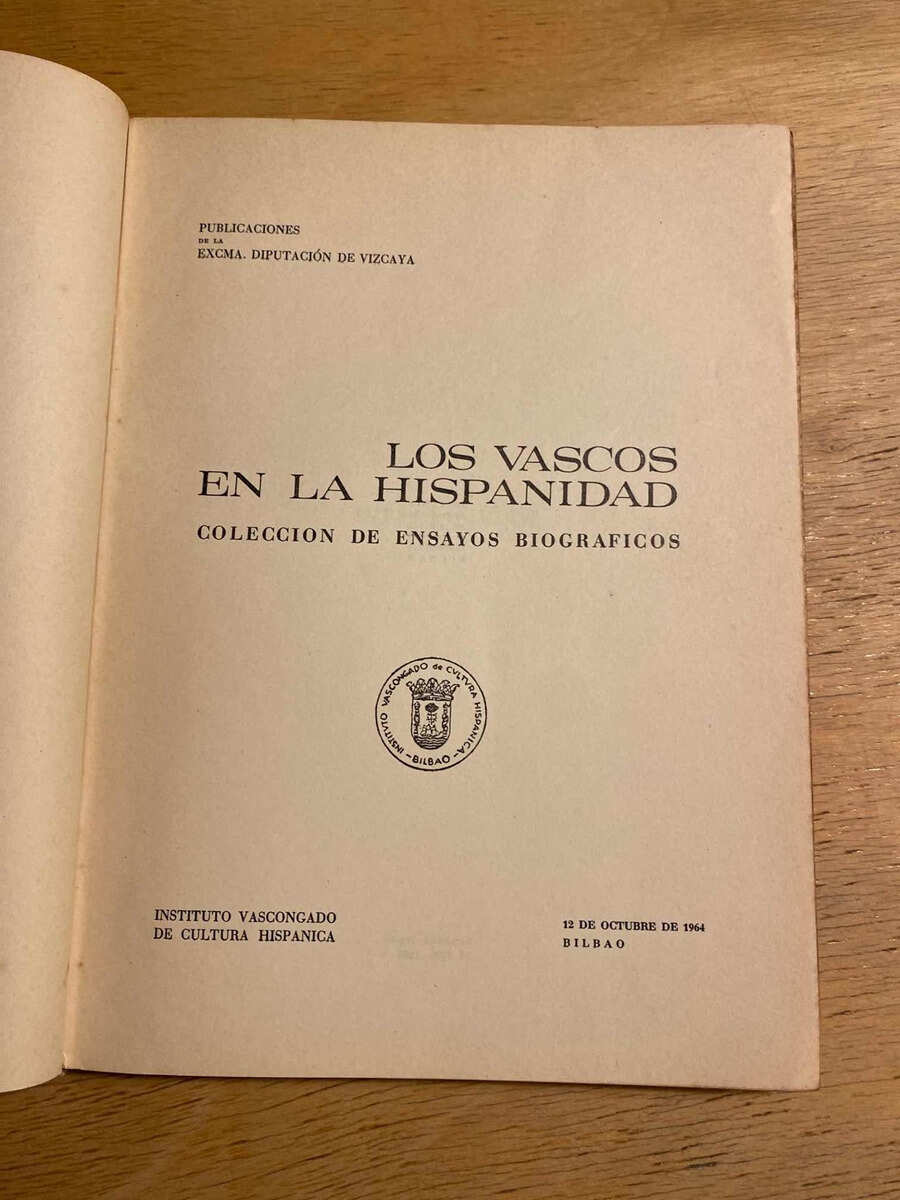 PUBLICACIONES
DE LA
EXCMA. DIPUTACIÓN DE VIZCAYA
LOS VASCOS
EN LA HISPANIDAD
COLECCION DE ENSAYOS BIOGRAFICOS
INSTITUTO VASCONGADO de CVLTVRA HISPANICA
- BILBAO -
INSTITUTO VASCONGADO
DE CULTURA HISPANICA
12 DE OCTUBRE DE 1964
BILBAO